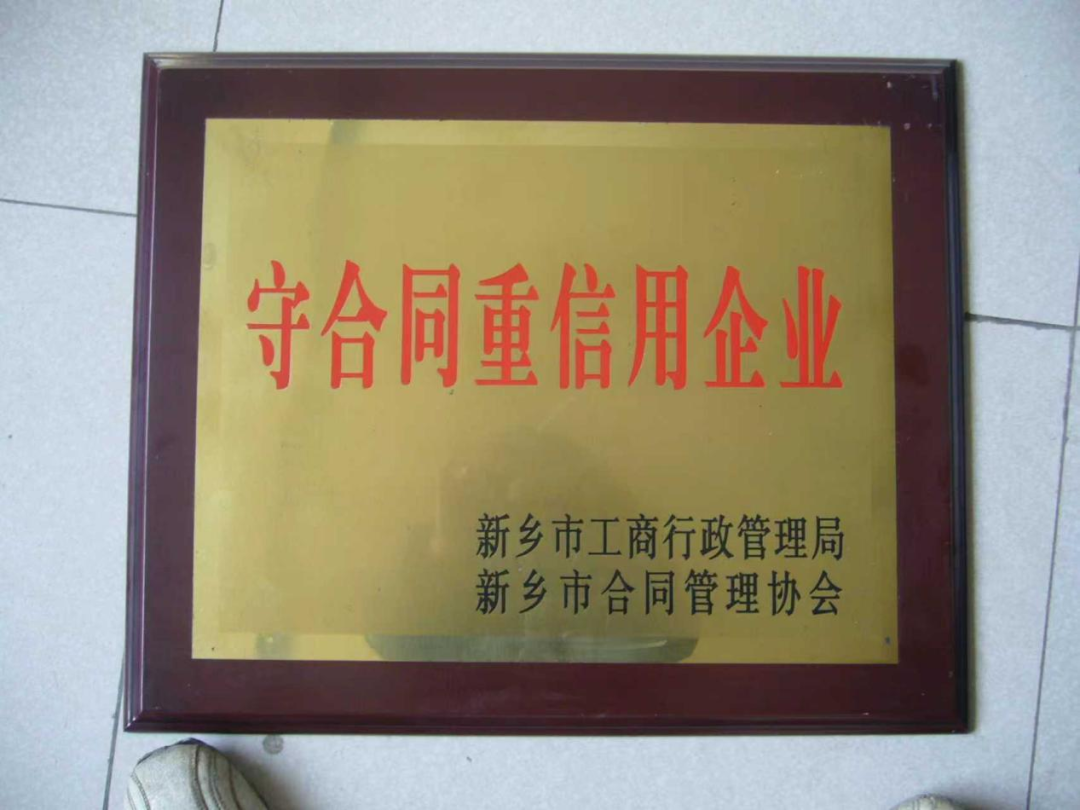 守合同重信用企业
新乡市工商行政管理局
新乡市合同管理协会